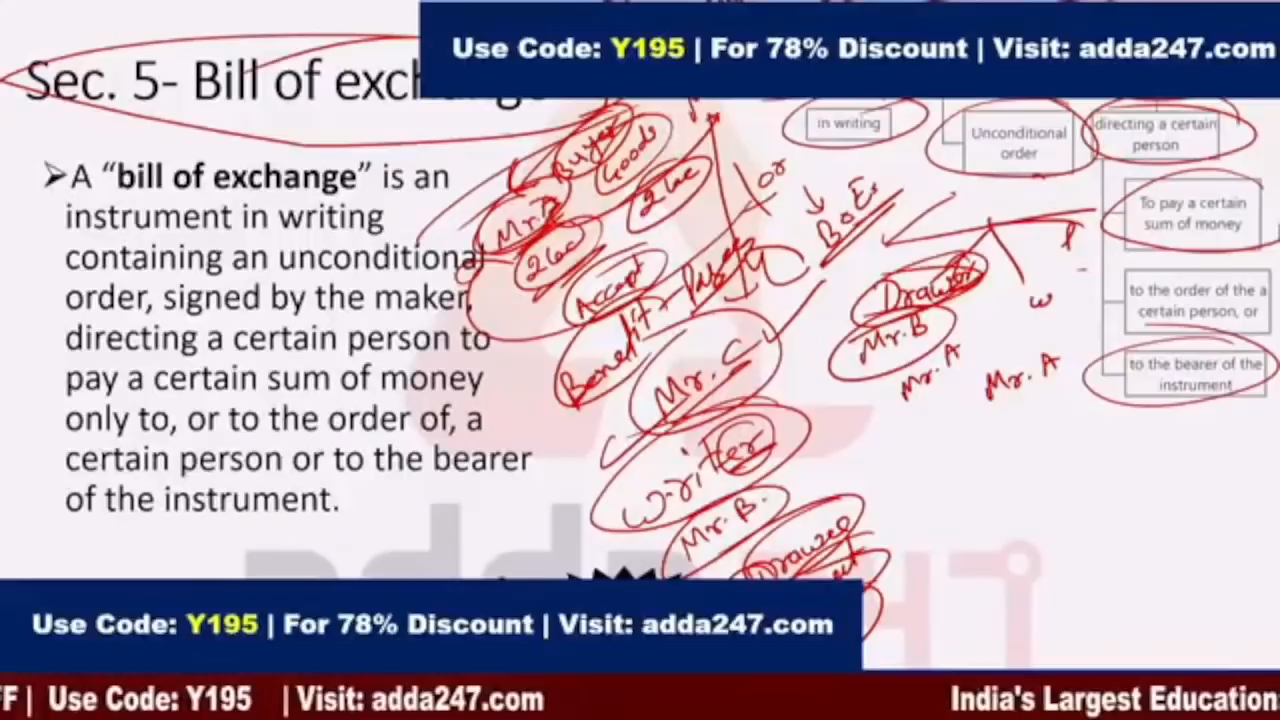 Use Code: Y195 | For 78% Discount | Visit: adda247.com
Sec. 5- Bill of exchange
➢A “bill of exchange” is an
instrument in writing
containing an unconditional
order, signed by the maker,
directing a certain person to
pay a certain sum of money
only to, or to the order of, a
certain person or to the bearer
of the instrument.
in writing
Unconditional
order
directing a certain
person
To pay a certain
sum of money
to the order of the a
certain person, or
to the bearer of the
instrument
Buyer
Goods
Mr. A
2 lac
2 lac
Accept
Benefit - Payee
Mr. C
writer
Mr. B.
Drawee
or
BoE
Drawer
Mr. B
Mr. A
Mr. A
w
P
Use Code: Y195 | For 78% Discount | Visit: adda247.com
FF | Use Code: Y195 | Visit: adda247.com
India's Largest Education